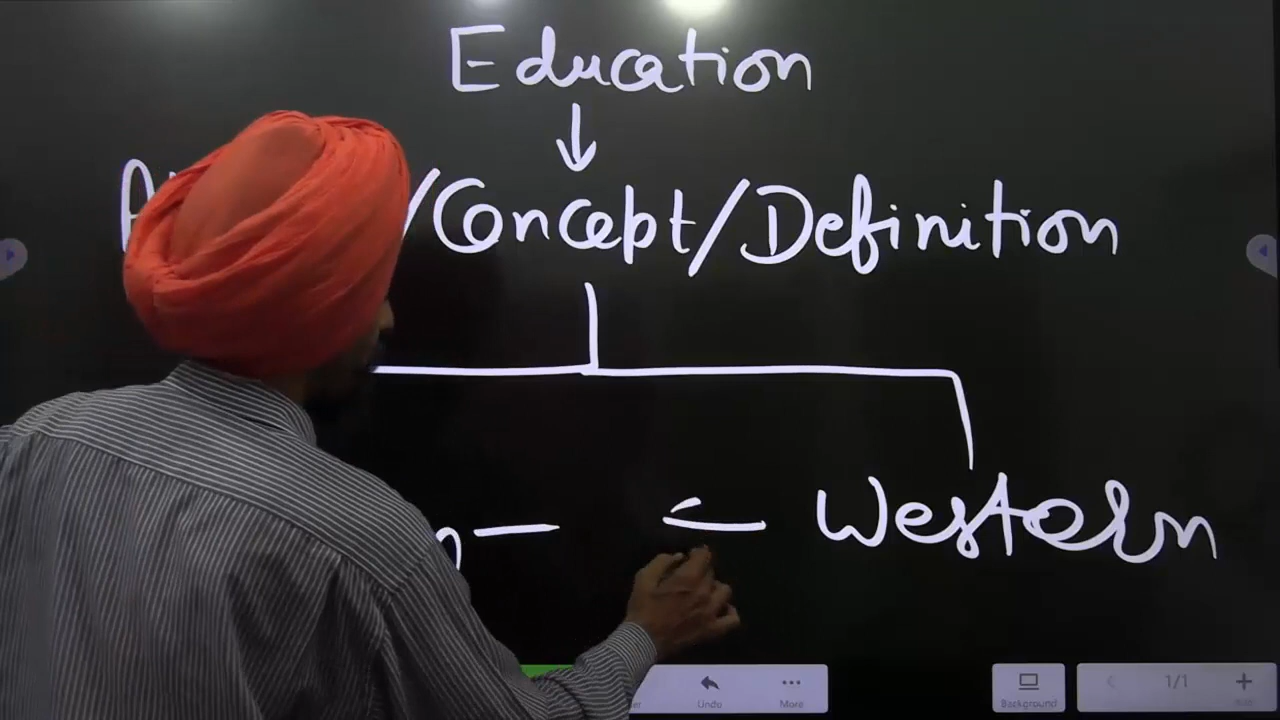 Education
/Concept/Definition
Western
Undo
More
Background
1/1